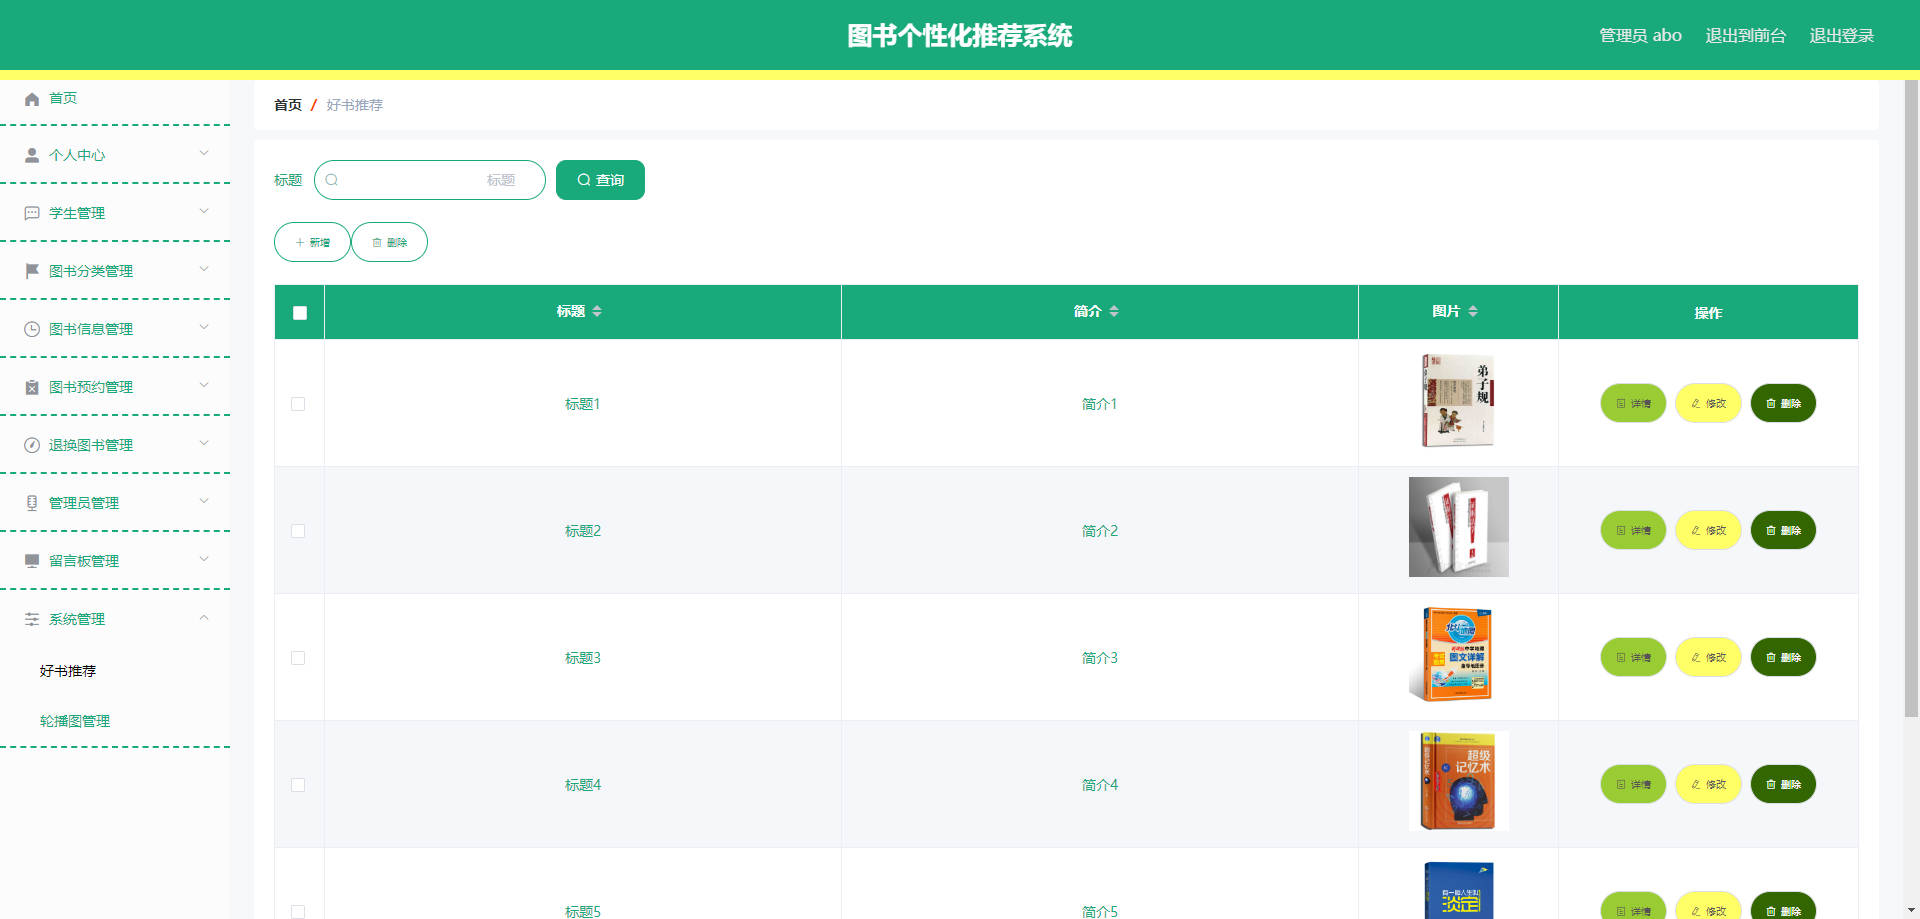 图书个性化推荐系统
管理员 abo 退出到前台 退出登录
首页
个人中心
学生管理
图书分类管理
图书信息管理
图书预约管理
退换图书管理
管理员管理
留言板管理
系统管理
好书推荐
轮播图管理
首页 / 好书推荐
标题 标题 查询
新增 删除
标题 简介 图片 操作
标题1 简介1 弟子规 详情 修改 删除
标题2 简介2 详情 修改 删除
标题3 简介3 图文详解 详情 修改 删除
标题4 简介4 超级记忆术 详情 修改 删除
标题5 简介5 淡定 详情 修改 删除